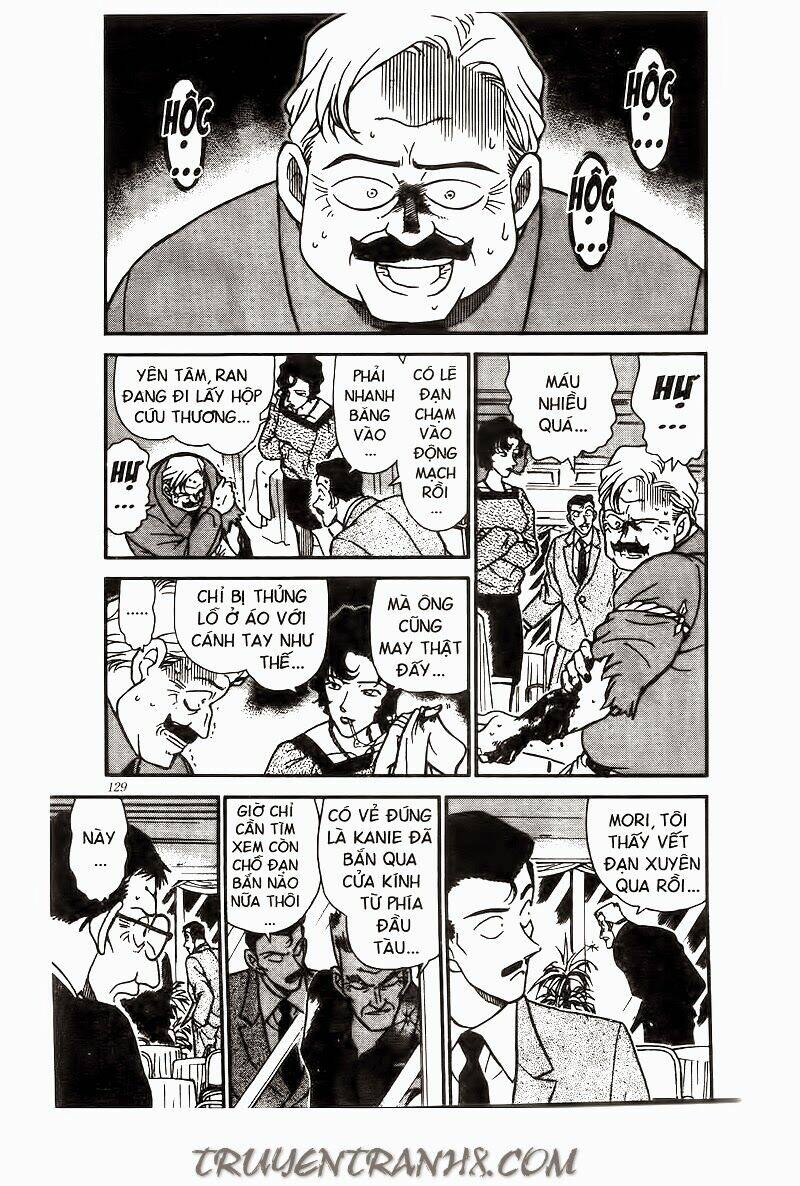 HỘC
...
HỘC
...
HỘC
...
HỰ
...
MÁU
NHIỀU
QUÁ...
CÓ LẼ
ĐẠN
CHẠM
VÀO
ĐỘNG
MẠCH
RỒI
PHẢI
NHANH
BĂNG
VÀO
...
YÊN TÂM, RAN
ĐANG ĐI LẤY HỘP
CỨU THƯƠNG...
HỰ
...
MÀ ÔNG
CŨNG
MAY THẬT
ĐẤY...
CHỈ BỊ THỦNG
LỖ Ở ÁO VỚI
CÁNH TAY NHƯ
THẾ...
......
129
MORI, TÔI
THẤY VẾT
ĐẠN XUYÊN
QUA RỒI...
CÓ VẺ ĐÚNG
LÀ KANIE ĐÃ
BẮN QUA
CỬA KÍNH
TỪ PHÍA
ĐẦU
TÀU...
GIỜ CHỈ
CẦN TÌM
XEM CÒN
CHỖ ĐẠN
BẮN NÀO
NỮA THÔI
...
NÀY
...
TRUYENTRANH8.COM